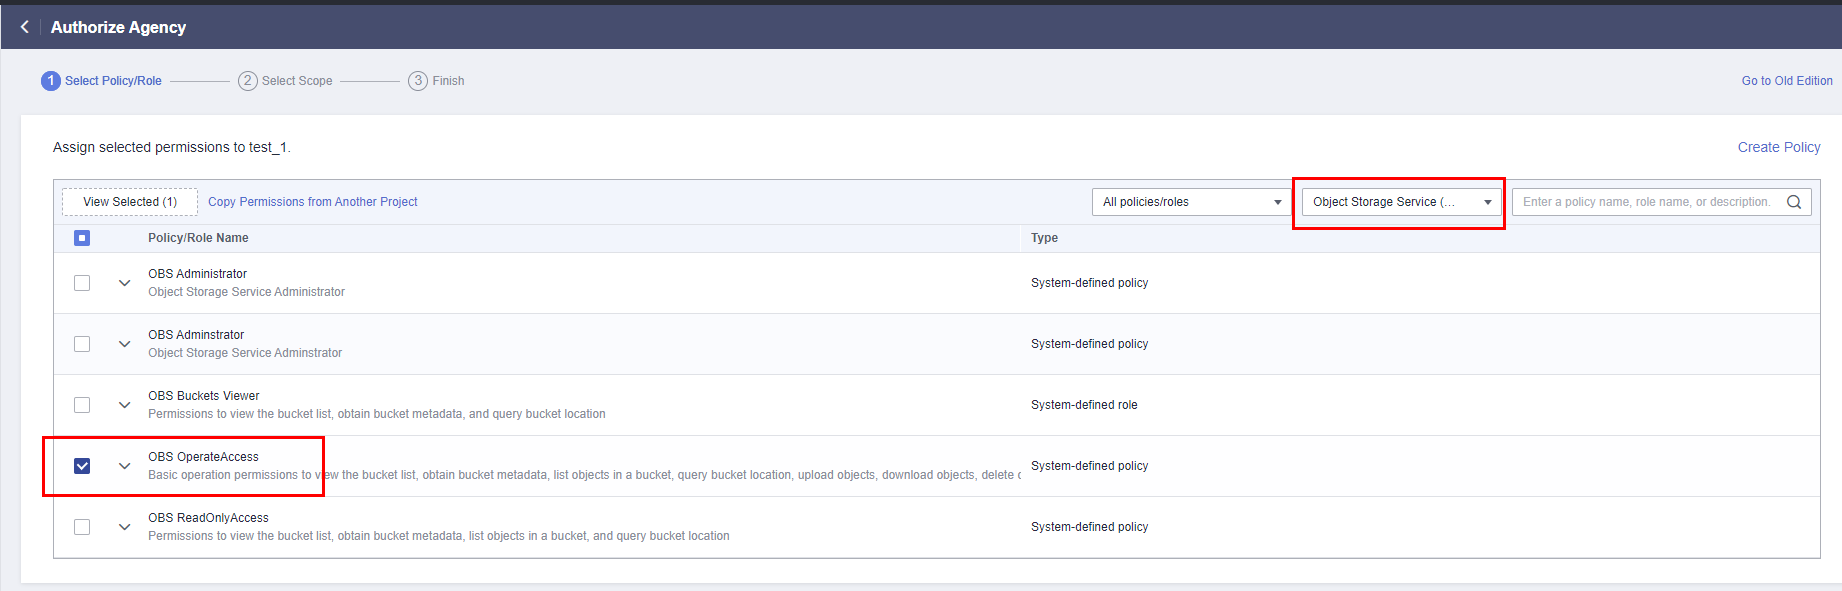 Authorize Agency
1 Select Policy/Role 2 Select Scope 3 Finish Go to Old Edition
Assign selected permissions to test_1. Create Policy
View Selected (1) Copy Permissions from Another Project All policies/roles Object Storage Service (... Enter a policy name, role name, or description.
Policy/Role Name Type
OBS Administrator
Object Storage Service Administrator
System-defined policy
OBS Adminstrator
Object Storage Service Adminstrator
System-defined policy
OBS Buckets Viewer
Permissions to view the bucket list, obtain bucket metadata, and query bucket location
System-defined role
OBS OperateAccess
Basic operation permissions to view the bucket list, obtain bucket metadata, list objects in a bucket, query bucket location, upload objects, download objects, delete
System-defined policy
OBS ReadOnlyAccess
Permissions to view the bucket list, obtain bucket metadata, list objects in a bucket, and query bucket location
System-defined policy